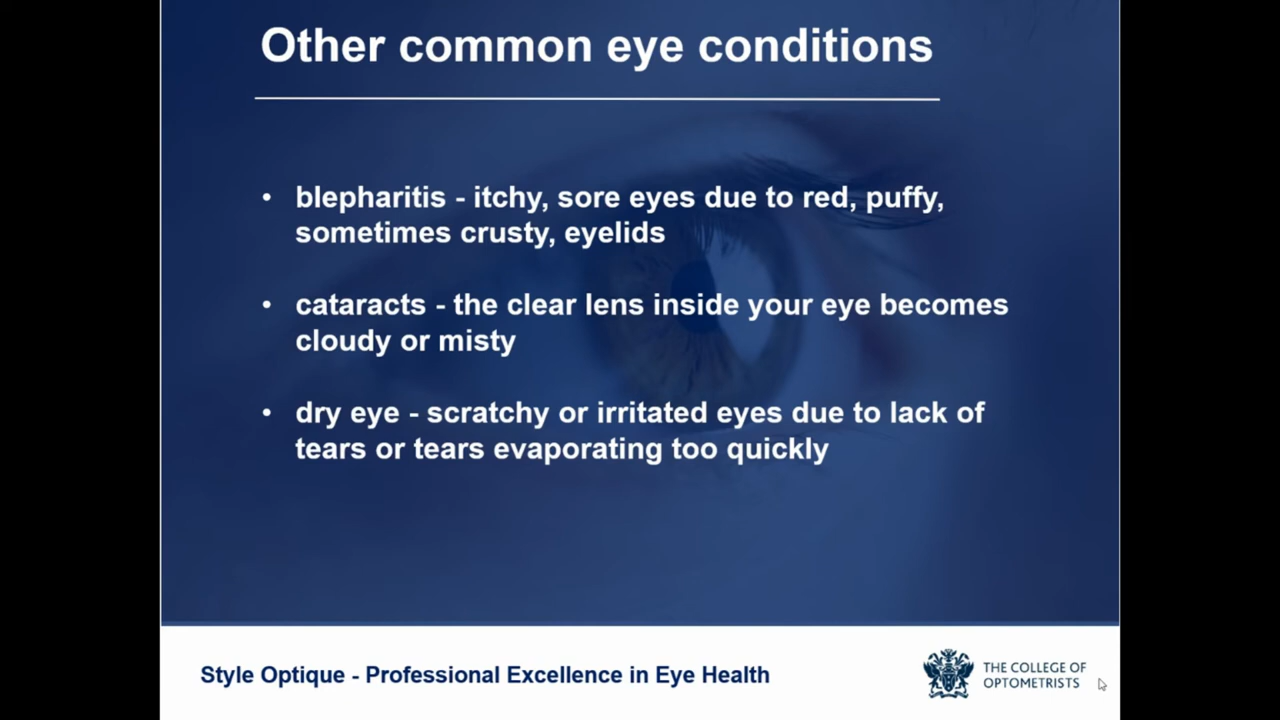 Other common eye conditions
• blepharitis - itchy, sore eyes due to red, puffy,
sometimes crusty, eyelids
• cataracts - the clear lens inside your eye becomes
cloudy or misty
• dry eye - scratchy or irritated eyes due to lack of
tears or tears evaporating too quickly
Style Optique - Professional Excellence in Eye Health
THE COLLEGE OF
OPTOMETRISTS